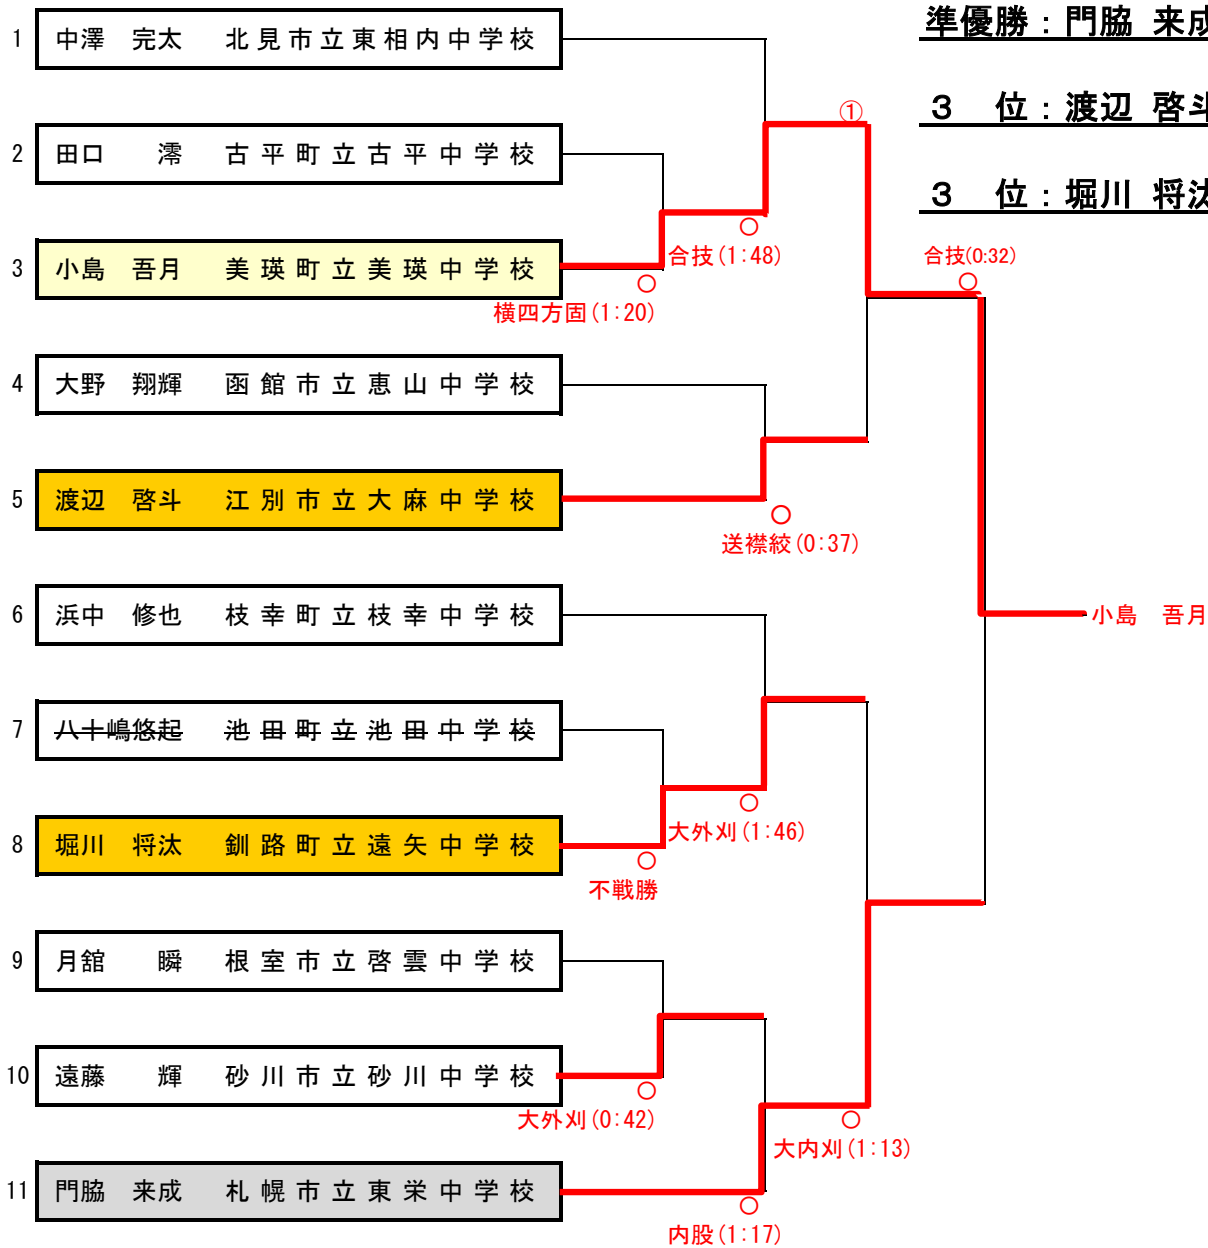 準優勝：門脇 来成
1 中澤 完太 北見市立東相内中学校
①
３ 位：渡辺 啓斗
2 田口 澪 古平町立古平中学校
３ 位：堀川 将汰
○
合技(1:48)
合技(0:32)
3 小島 吾月 美瑛町立美瑛中学校
○
○
横四方固(1:20)
4 大野 翔輝 函館市立恵山中学校
5 渡辺 啓斗 江別市立大麻中学校
○
送襟絞(0:37)
6 浜中 修也 枝幸町立枝幸中学校
小島 吾月
7 八十嶋悠起 池田町立池田中学校
○
大外刈(1:46)
8 堀川 将汰 釧路町立遠矢中学校
○
不戦勝
9 月舘 瞬 根室市立啓雲中学校
10 遠藤 輝 砂川市立砂川中学校
○
大外刈(0:42)
○
大内刈(1:13)
11 門脇 来成 札幌市立東栄中学校
○
内股(1:17)